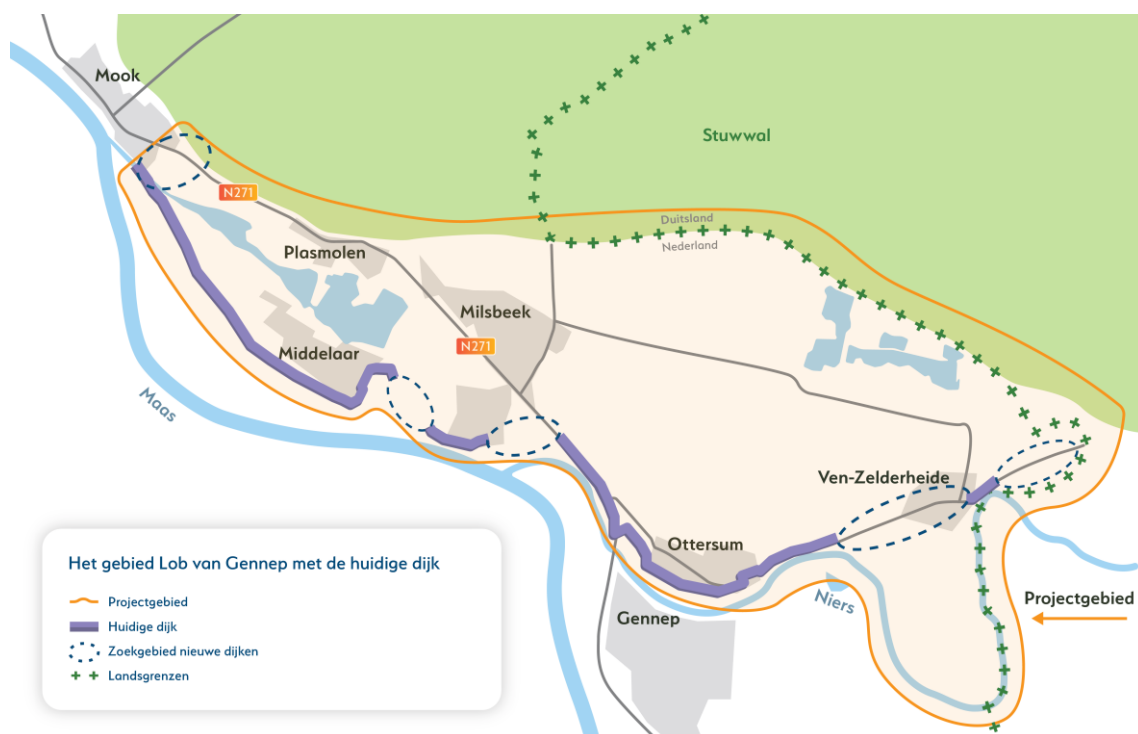 Mook
Stuwwal
N271
Duitsland
Nederland
Plasmolen
Milsbeek
N271
Middelaar
Maas
Ven-Zelderheide
Ottersum
Niers
Projectgebied
Gennep
Het gebied Lob van Gennep met de huidige dijk
Projectgebied
Huidige dijk
Zoekgebied nieuwe dijken
Landsgrenzen